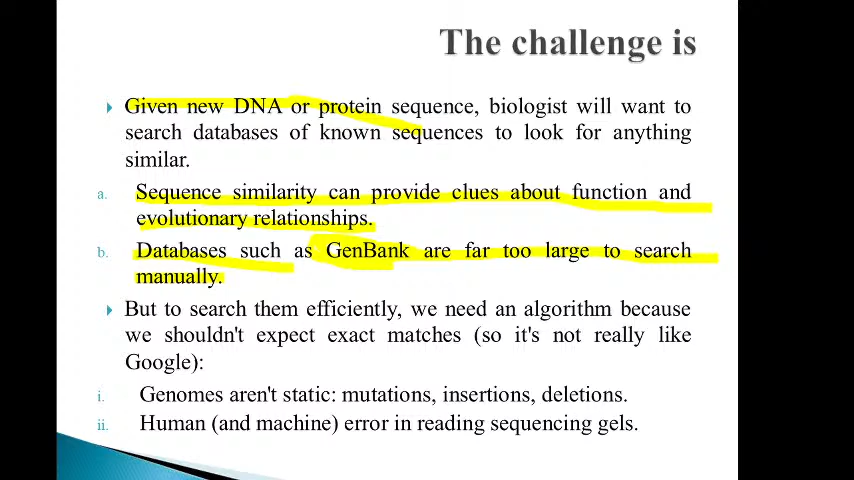 The challenge is
Given new DNA or protein sequence, biologist will want to
search databases of known sequences to look for anything
similar.
a. Sequence similarity can provide clues about function and
evolutionary relationships.
b. Databases such as GenBank are far too large to search
manually.
But to search them efficiently, we need an algorithm because
we shouldn't expect exact matches (so it's not really like
Google):
i. Genomes aren't static: mutations, insertions, deletions.
ii. Human (and machine) error in reading sequencing gels.